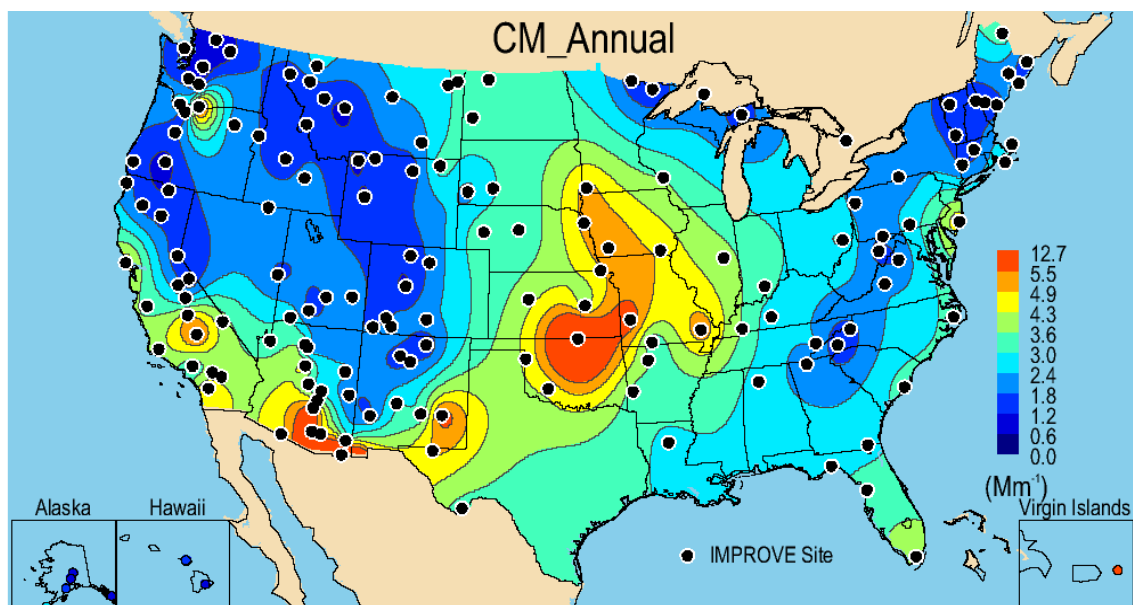 CM_Annual
12.7
5.5
4.9
4.3
3.6
3.0
2.4
1.8
1.2
0.6
0.0
(Mm-1)
Alaska
Hawaii
Virgin Islands
IMPROVE Site